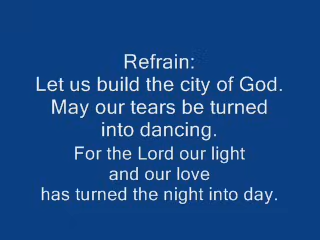 Refrain:
Let us build the city of God.
May our tears be turned
into dancing.
For the Lord our light
and our love
has turned the night into day.